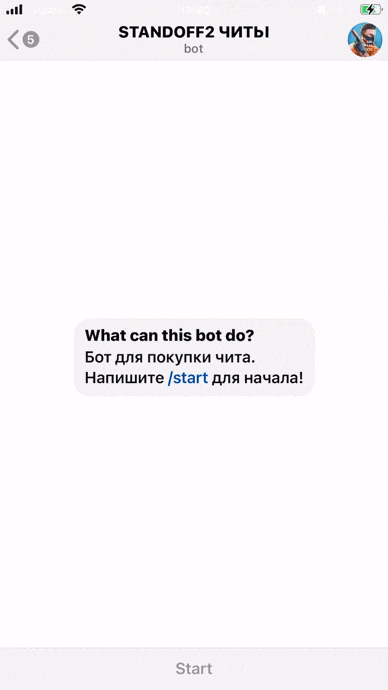 STANDOFF2 ЧИТЫ
5
bot
What can this bot do?
Бот для покупки чита.
Напишите /start для начала!
Start